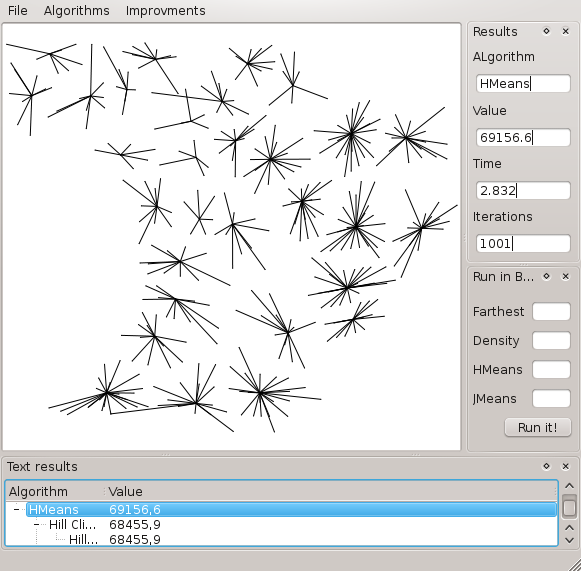 File Algorithms Improvments
Results
ALgorithm
HMeans
Value
69156.6
Time
2.832
Iterations
1001
Run in B...
Farthest
Density
HMeans
JMeans
Run it!
Text results
Algorithm Value
HMeans 69156,6
Hill Cli... 68455,9
Hill... 68455,9